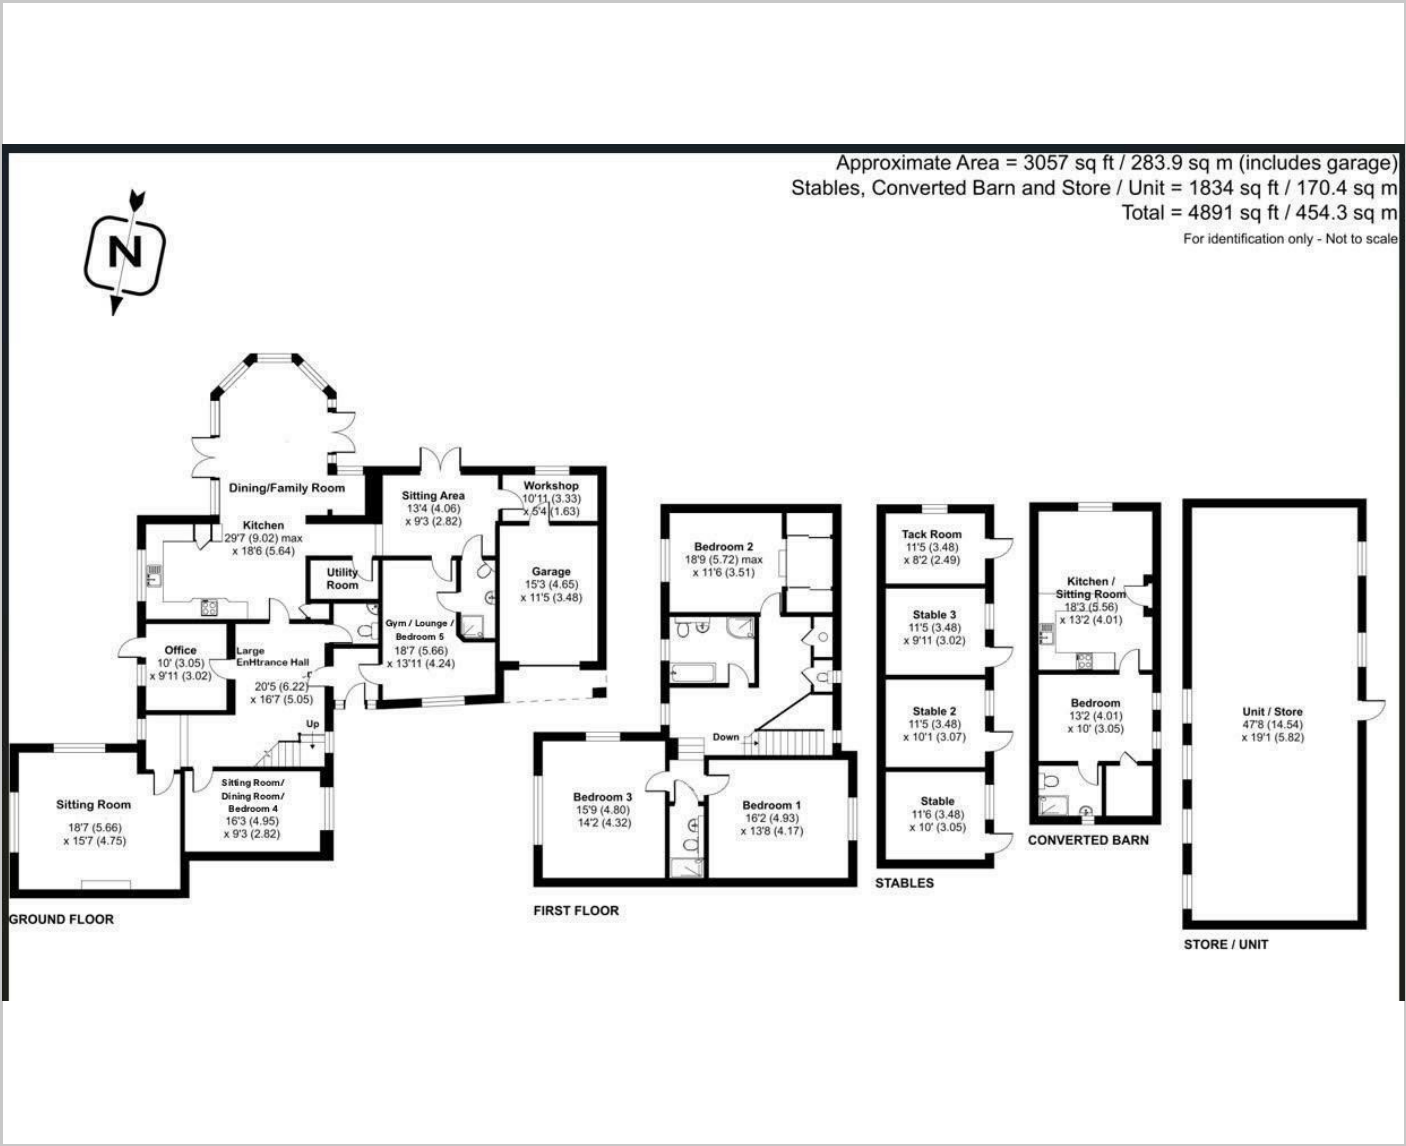 Approximate Area = 3057 sq ft / 283.9 sq m (includes garage)
Stables, Converted Barn and Store / Unit = 1834 sq ft / 170.4 sq m
Total = 4891 sq ft / 454.3 sq m
For identification only - Not to scale
N
Dining/Family Room
Kitchen
29'7 (9.02) max
x 18'6 (5.64)
Sitting Area
13'4 (4.06)
x 9'3 (2.82)
Workshop
10'11 (3.33)
x 5'4 (1.63)
Utility
Room
Garage
15'3 (4.65)
x 11'5 (3.48)
Gym / Lounge /
Bedroom 5
18'7 (5.66)
x 13'11 (4.24)
Office
10' (3.05)
x 9'11 (3.02)
Large
EnHtrance Hall
20'5 (6.22)
x 16'7 (5.05)
Up
Sitting Room
18'7 (5.66)
x 15'7 (4.75)
Sitting Room/
Dining Room/
Bedroom 4
16'3 (4.95)
x 9'3 (2.82)
GROUND FLOOR
Bedroom 2
18'9 (5.72) max
x 11'6 (3.51)
Down
Bedroom 3
15'9 (4.80)
14'2 (4.32)
Bedroom 1
16'2 (4.93)
x 13'8 (4.17)
FIRST FLOOR
Tack Room
11'5 (3.48)
x 8'2 (2.49)
Stable 3
11'5 (3.48)
x 9'11 (3.02)
Stable 2
11'5 (3.48)
x 10'1 (3.07)
Stable
11'6 (3.48)
x 10' (3.05)
STABLES
Kitchen /
Sitting Room
18'3 (5.56)
x 13'2 (4.01)
Bedroom
13'2 (4.01)
x 10' (3.05)
CONVERTED BARN
Unit / Store
47'8 (14.54)
x 19'1 (5.82)
STORE / UNIT